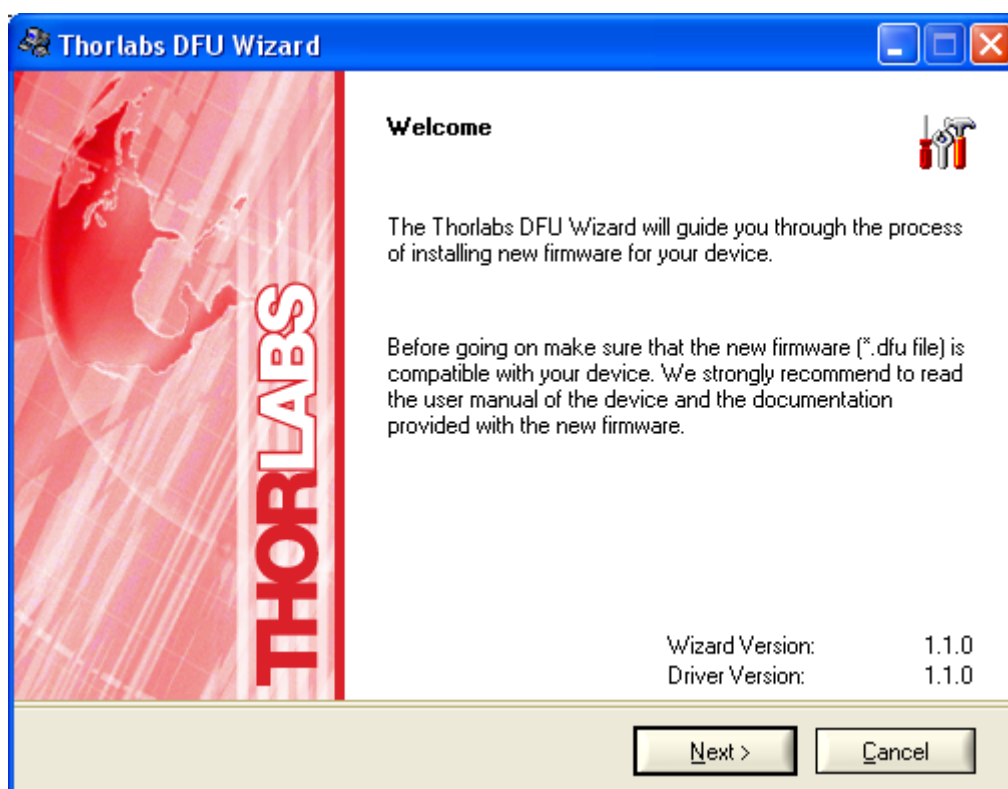 Thorlabs DFU Wizard
THORLABS
Welcome
The Thorlabs DFU Wizard will guide you through the process
of installing new firmware for your device.
Before going on make sure that the new firmware (*.dfu file) is
compatible with your device. We strongly recommend to read
the user manual of the device and the documentation
provided with the new firmware.
Wizard Version: 1.1.0
Driver Version: 1.1.0
Next >
Cancel